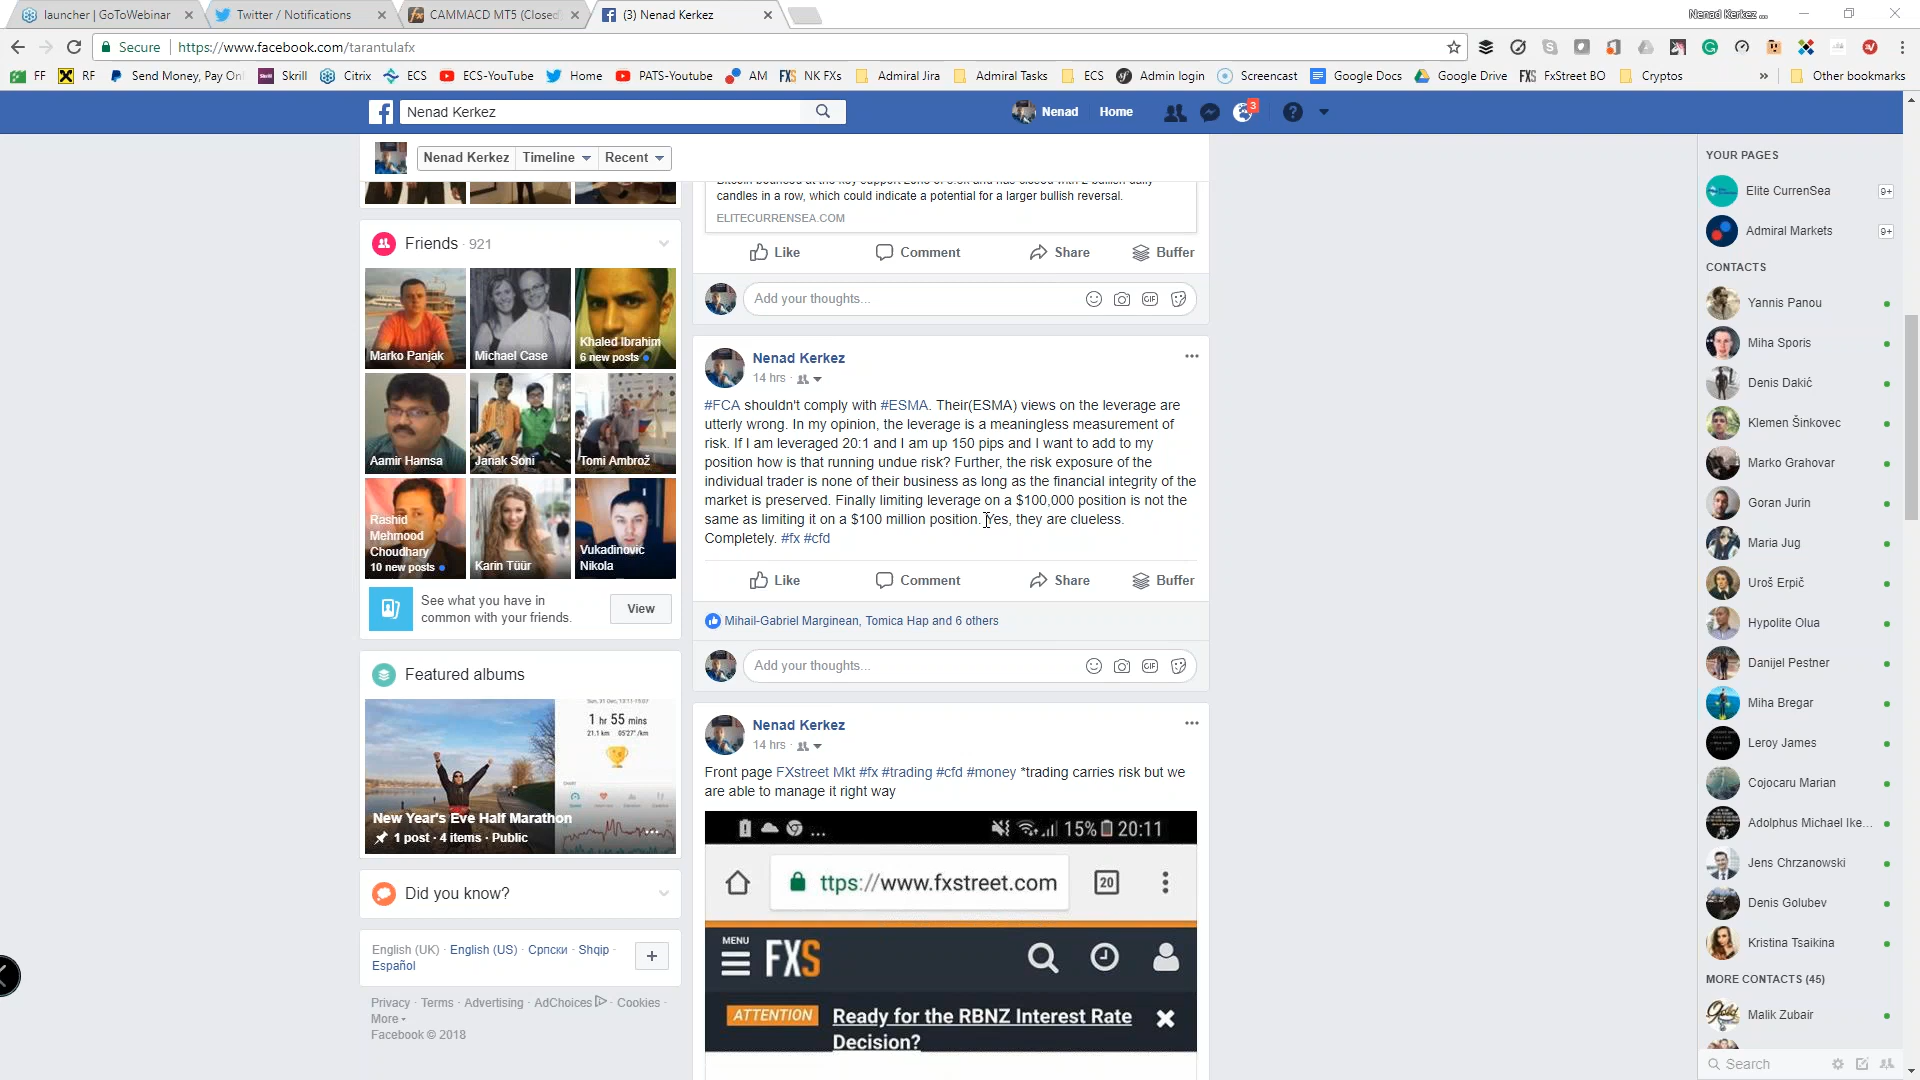 launcher | GoToWebinar
Twitter / Notifications
CAMMACD MT5 (Closed
(3) Nenad Kerkez
Nenad Kerkez ...
Secure
https://www.facebook.com/tarantulafx
FF
RF
Send Money, Pay On
Skrill
Citrix
ECS
ECS-YouTube
Home
PATS-Youtube
AM
NK FXs
Admiral Jira
Admiral Tasks
ECS
Admin login
Screencast
Google Docs
Google Drive
FxStreet BO
Cryptos
»
Other bookmarks
Nenad Kerkez
Nenad
Home
3
Nenad Kerkez
Timeline
Recent
candles in a row, which could indicate a potential for a larger bullish reversal.
ELITECURRENSEA.COM
Like
Comment
Share
Buffer
Add your thoughts...
GIF
Friends · 921
Marko Panjak
Michael Case
Khaled Ibrahim
6 new posts
Aamir Hamsa
Janak Soni
Tomi Ambrož
Rashid
Mehmood
Choudhary
10 new posts
Karin Tüür
Vukadinovic
Nikola
See what you have in
common with your friends.
View
Featured albums
Sun, 31 Dec, 13:11-15:07
1 hr 55 mins
21.1 km 05'27" /km
New Year's Eve Half Marathon
1 post · 4 items · Public
Did you know?
English (UK) · English (US) · Српски · Shqip ·
Español
Privacy · Terms · Advertising · AdChoices · Cookies ·
More
Facebook © 2018
Nenad Kerkez
14 hrs ·
#FCA shouldn't comply with #ESMA. Their(ESMA) views on the leverage are
utterly wrong. In my opinion, the leverage is a meaningless measurement of
risk. If I am leveraged 20:1 and I am up 150 pips and I want to add to my
position how is that running undue risk? Further, the risk exposure of the
individual trader is none of their business as long as the financial integrity of the
market is preserved. Finally limiting leverage on a $100,000 position is not the
same as limiting it on a $100 million position. Yes, they are clueless.
Completely. #fx #cfd
Like
Comment
Share
Buffer
Mihail-Gabriel Marginean, Tomica Hap and 6 others
Add your thoughts...
GIF
Nenad Kerkez
14 hrs ·
Front page FXstreet Mkt #fx #trading #cfd #money *trading carries risk but we
are able to manage it right way
15%
20:11
ttps://www.fxstreet.com
20
MENU
FXS
ATTENTION
Ready for the RBNZ Interest Rate
Decision?
YOUR PAGES
Elite CurrenSea
9+
Admiral Markets
9+
CONTACTS
Yannis Panou
Miha Sporis
Denis Dakić
Klemen Šinkovec
Marko Grahovar
Goran Jurin
Maria Jug
Uroš Erpič
Hypolite Olua
Danijel Pestner
Miha Bregar
Leroy James
Cojocaru Marian
Adolphus Michael Ike...
Jens Chrzanowski
Denis Golubev
Kristina Tsaikina
MORE CONTACTS (45)
Malik Zubair
Search